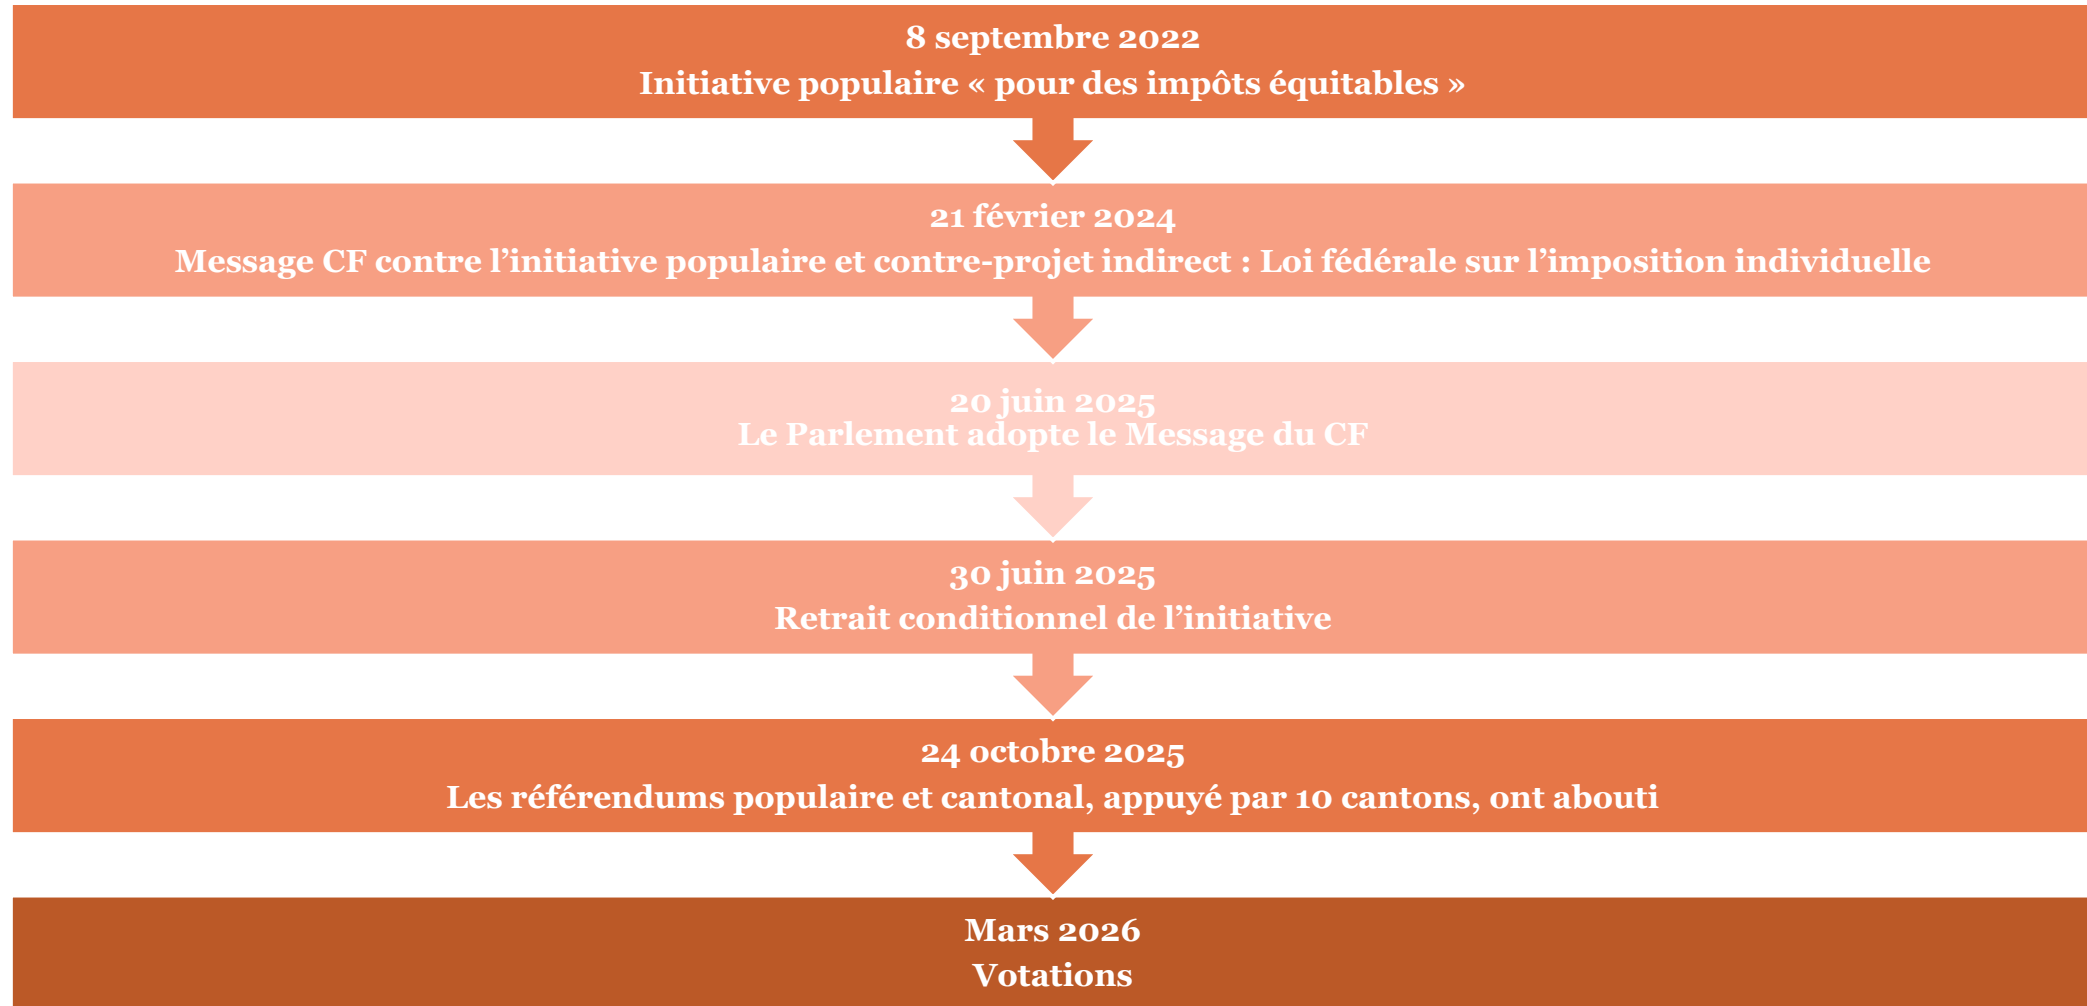 8 septembre 2022
Initiative populaire « pour des impôts équitables »
21 février 2024
Message CF contre l’initiative populaire et contre-projet indirect : Loi fédérale sur l’imposition individuelle
20 juin 2025
Le Parlement adopte le Message du CF
30 juin 2025
Retrait conditionnel de l’initiative
24 octobre 2025
Les référendums populaire et cantonal, appuyé par 10 cantons, ont abouti
Mars 2026
Votations